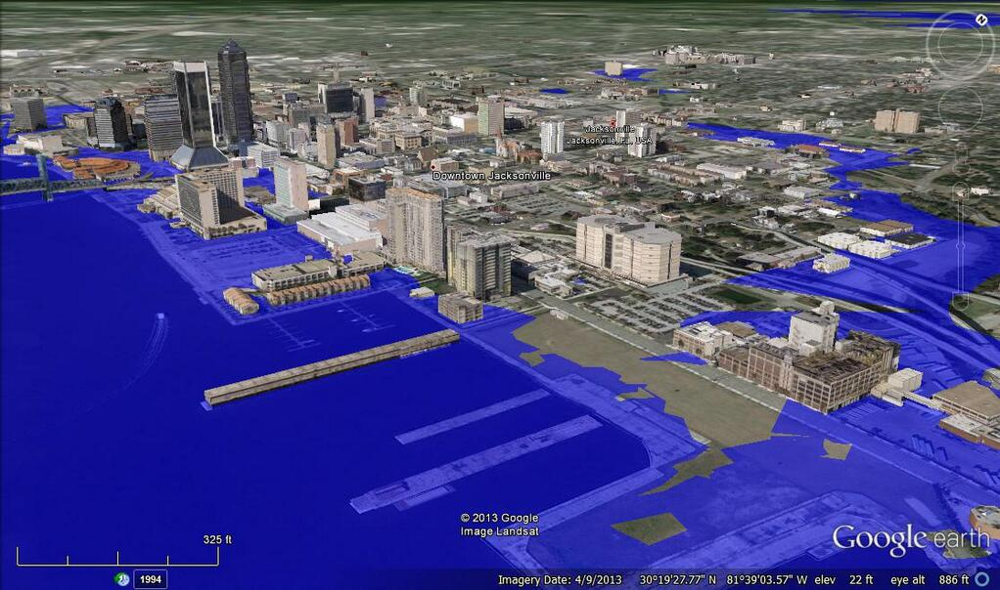 N
Jacksonville
Jacksonville, FL, USA
Downtown Jacksonville
© 2013 Google
Image Landsat
Google earth
325 ft
1994
Imagery Date: 4/9/2013 30°19'27.77" N 81°39'03.57" W elev 22 ft eye alt 886 ft